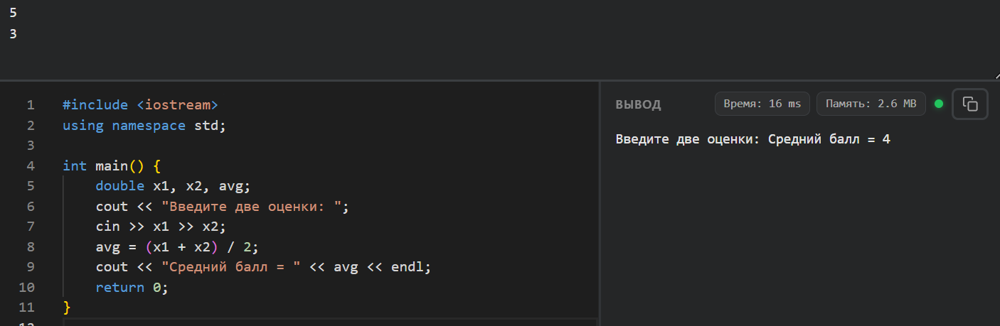 5
3
ВЫВОД
Время: 16 ms
Память: 2.6 MB
Введите две оценки: Средний балл = 4
1 #include <iostream>
2 using namespace std;
3
4 int main() {
5     double x1, x2, avg;
6     cout << "Введите две оценки: ";
7     cin >> x1 >> x2;
8     avg = (x1 + x2) / 2;
9     cout << "Средний балл = " << avg << endl;
10     return 0;
11 }